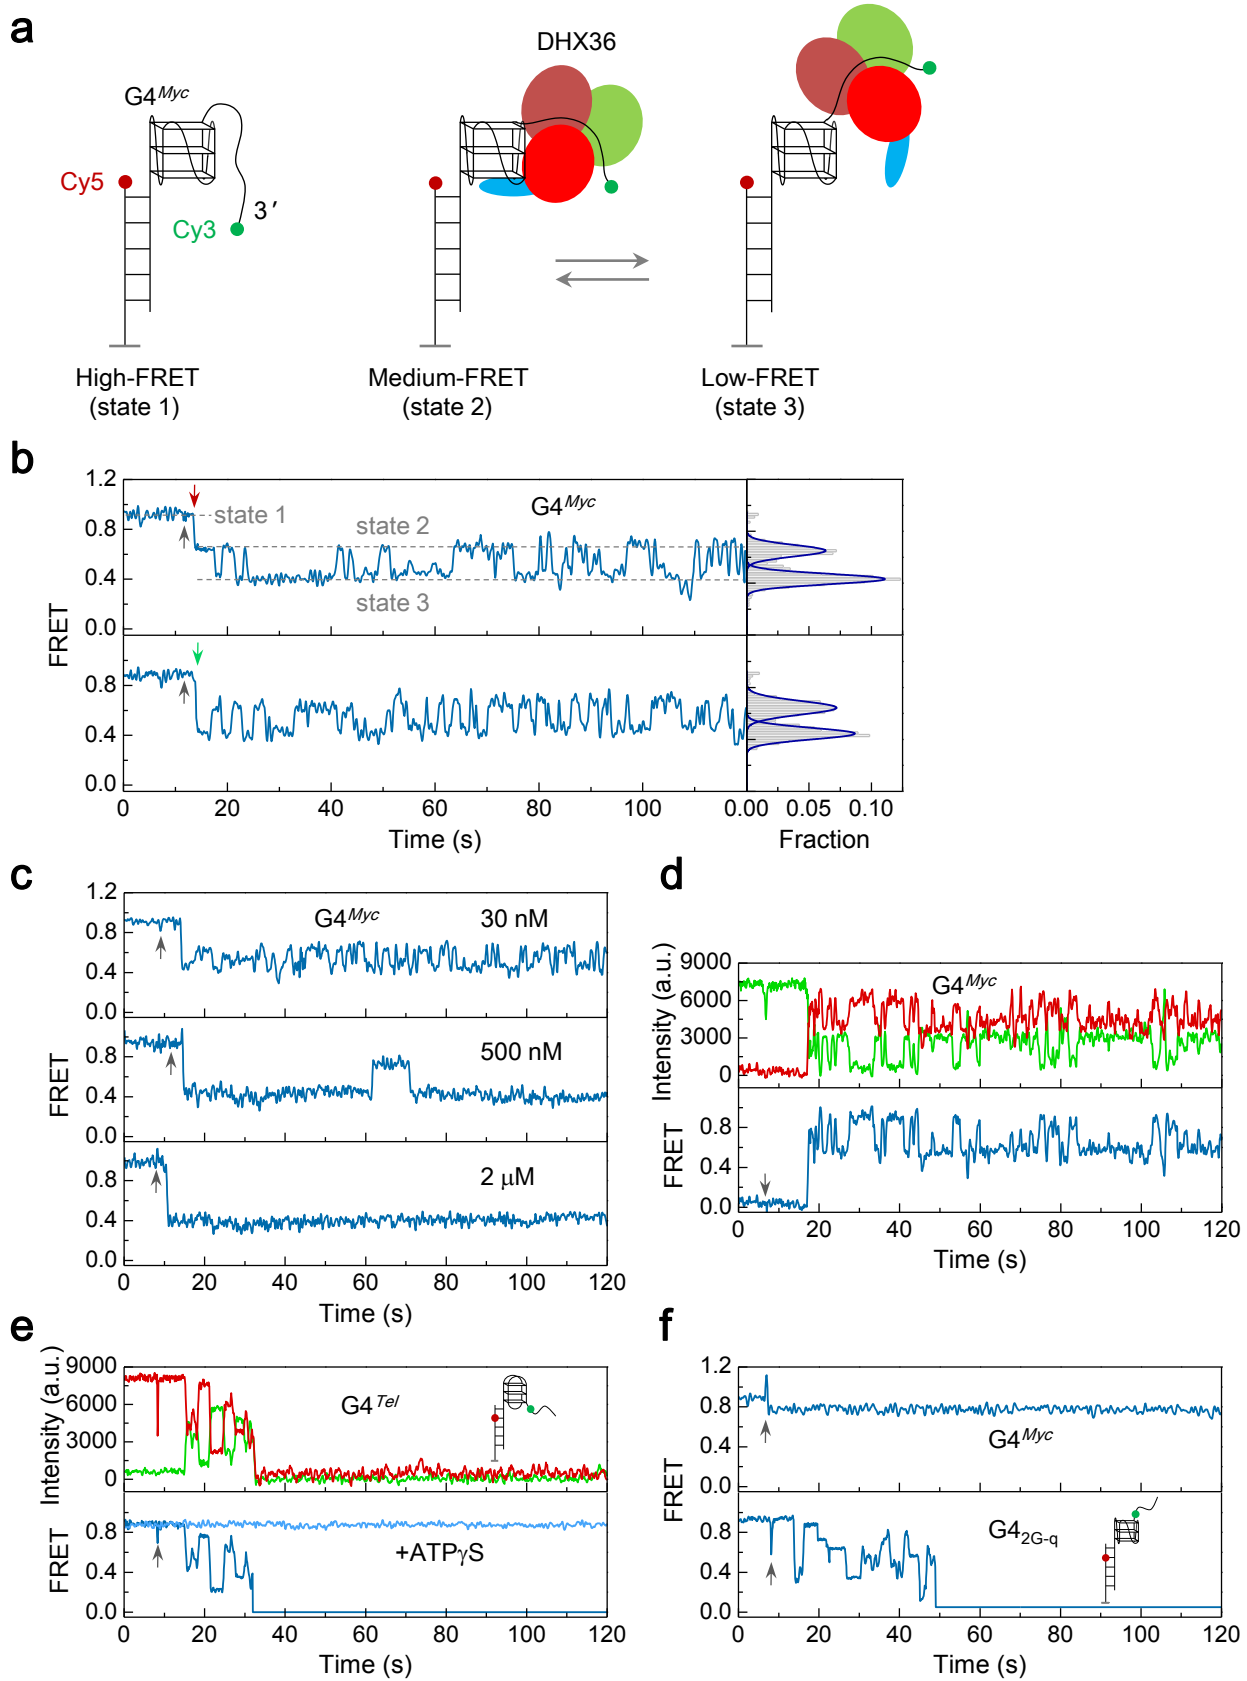 a
DHX36
G4Myc
Cy5
3′
Cy3
High-FRET
(state 1)
Medium-FRET
(state 2)
Low-FRET
(state 3)
b
1.2
0.8
0.4
0.0
state 1
state 2
state 3
G4Myc
FRET
0.8
0.4
0.0
0 20 40 60 80 100 0.00 0.05 0.10
Time (s)
Fraction
c
1.2
0.8
0.4
0.0
G4Myc
30 nM
FRET
0.8
0.4
0.0
500 nM
0.8
0.4
0.0
2 μM
0 20 40 60 80 100 120
Time (s)
d
Intensity (a.u.)
9000
6000
3000
0
G4Myc
FRET
0.8
0.4
0.0
0 20 40 60 80 100 120
Time (s)
e
Intensity (a.u.)
9000
6000
3000
0
G4Tel
FRET
0.8
0.4
0.0
+ATPγS
0 20 40 60 80 100 120
Time (s)
f
1.2
0.8
0.4
0.0
G4Myc
FRET
0.8
0.4
0.0
G42G-q
0 20 40 60 80 100 120
Time (s)